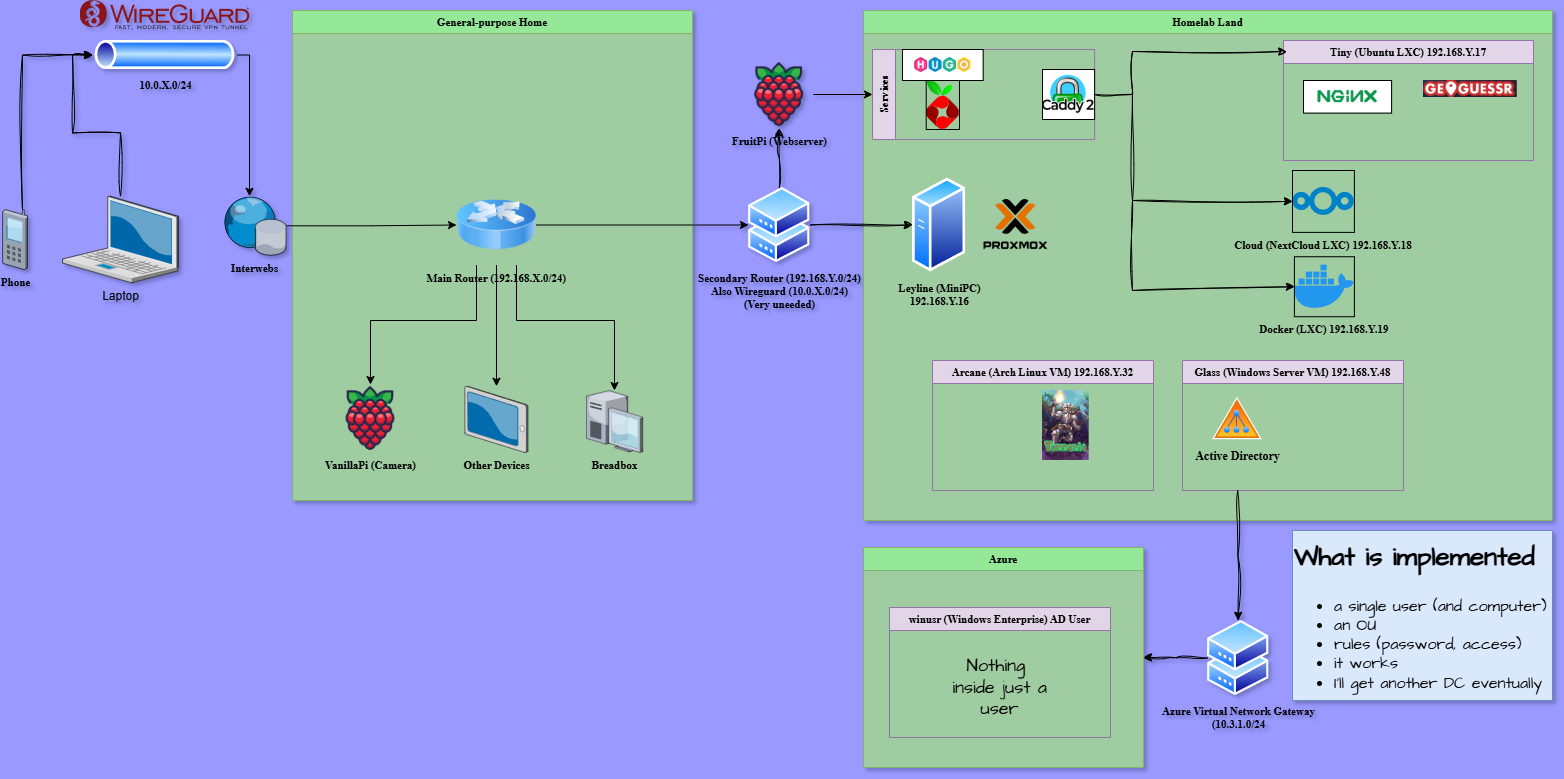 WIREGUARD
FAST, MODERN, SECURE VPN TUNNEL
10.0.X.0/24
Phone
Laptop
Interwebs
General-purpose Home
Main Router (192.168.X.0/24)
VanillaPi (Camera)
Other Devices
Breadbox
FruitPi (Webserver)
Secondary Router (192.168.Y.0/24)
Also Wireguard (10.0.X.0/24)
(Very uneeded)
Homelab Land
Services
HUGO
Caddy 2
Tiny (Ubuntu LXC) 192.168.Y.17
NGINX
GEOGUESSR
Leyline (MiniPC)
192.168.Y.16
PROXMOX
Cloud (NextCloud LXC) 192.168.Y.18
Docker (LXC) 192.168.Y.19
Arcane (Arch Linux VM) 192.168.Y.32
Terraria
Glass (Windows Server VM) 192.168.Y.48
Active Directory
Azure
winusr (Windows Enterprise) AD User
Nothing
inside just a
user
Azure Virtual Network Gateway
(10.3.1.0/24
What is implemented
• a single user (and computer)
• an OU
• rules (password, access)
• it works
• I'll get another DC eventually